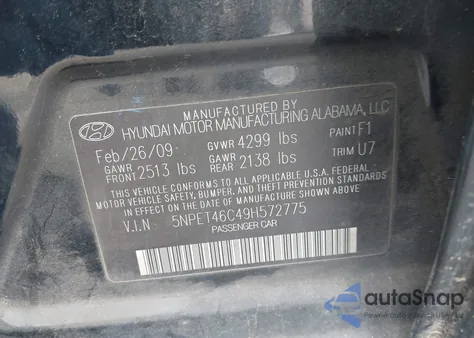 MANUFACTURED BY
HYUNDAI MOTOR MANUFACTURING ALABAMA, LLC
Feb/26/09 GVWR 4299 lbs PAINT F1
GAWR FRONT 2513 lbs GAWR REAR 2138 lbs TRIM U7
THIS VEHICLE CONFORMS TO ALL APPLICABLE FEDERAL
MOTOR VEHICLE SAFETY, BUMPER, AND THEFT PREVENTION
STANDARDS IN EFFECT ON THE DATE OF MANUFACTURE SHOWN ABOVE.
V.I.N 5NPET46C49H572775
PASSENGER CAR
autoSnap